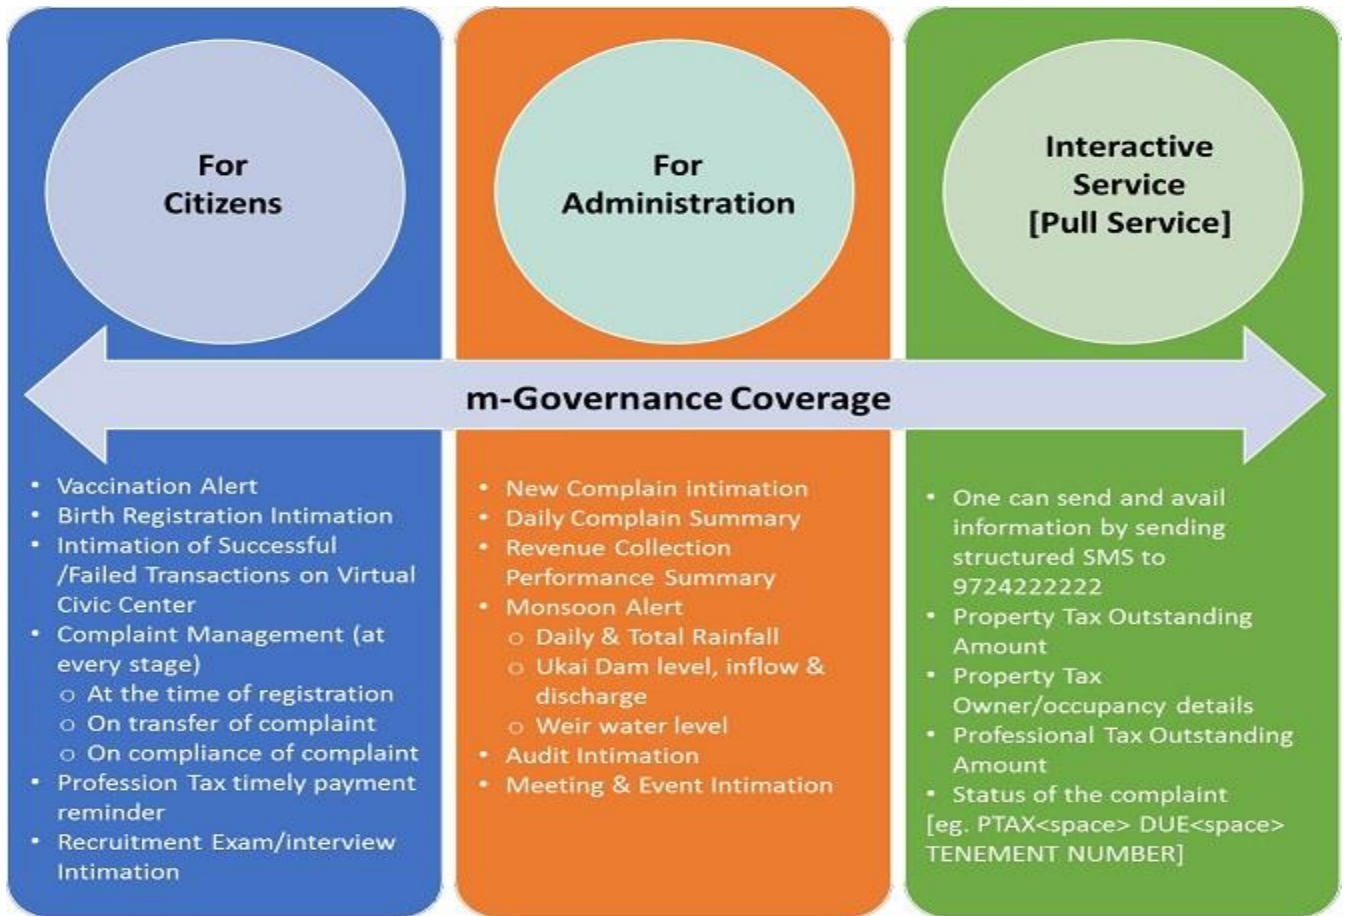 For
Citizens
For
Administration
Interactive
Service
[Pull Service]
m-Governance Coverage
• Vaccination Alert
• Birth Registration Intimation
• Intimation of Successful
/Failed Transactions on Virtual
Civic Center
• Complaint Management (at
every stage)
o At the time of registration
o On transfer of complaint
o On compliance of complaint
• Profession Tax timely payment
reminder
• Recruitment Exam/interview
Intimation
• New Complain intimation
• Daily Complain Summary
• Revenue Collection
Performance Summary
• Monsoon Alert
o Daily & Total Rainfall
o Ukai Dam level, inflow &
discharge
o Weir water level
• Audit Intimation
• Meeting & Event Intimation
• One can send and avail
information by sending
structured SMS to
9724222222
• Property Tax Outstanding
Amount
• Property Tax
Owner/occupancy details
• Professional Tax Outstanding
Amount
• Status of the complaint
[eg. PTAX<space> DUE<space>
TENEMENT NUMBER]